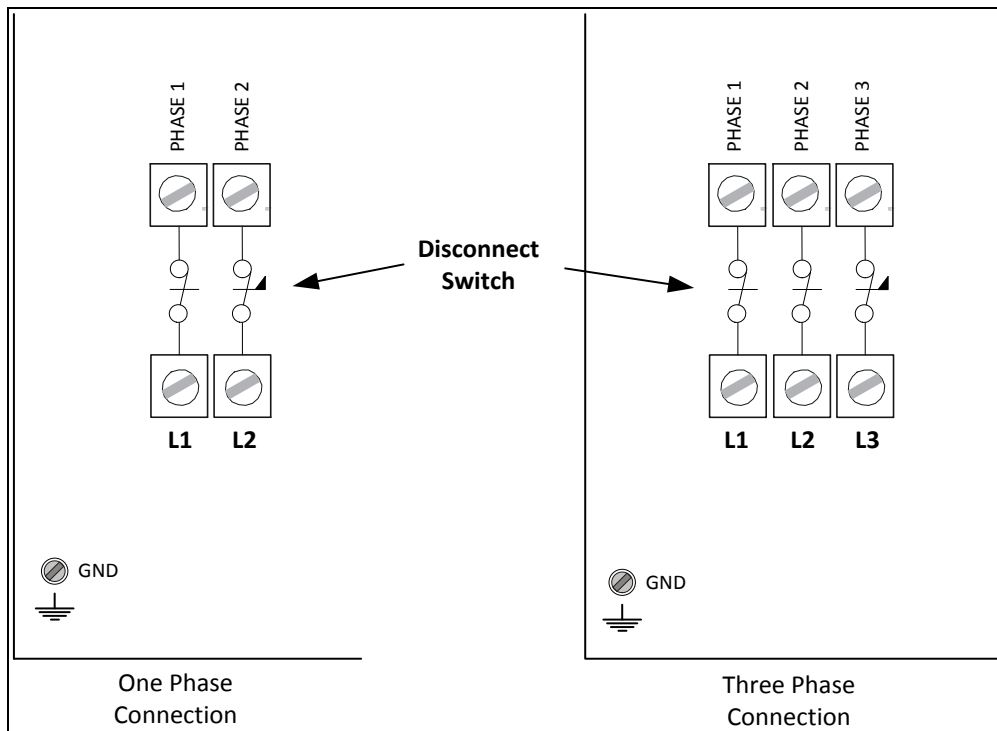 PHASE 1
PHASE 2
PHASE 1
PHASE 2
PHASE 3
Disconnect
Switch
L1
L2
L1
L2
L3
GND
GND
One Phase
Connection
Three Phase
Connection